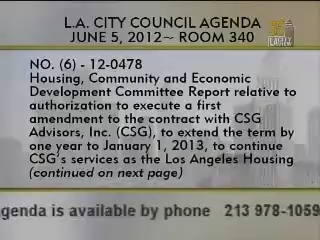 L.A. CITY COUNCIL AGENDA
JUNE 5, 2012~ ROOM 340
NO. (6) - 12-0478
Housing, Community and Economic
Development Committee Report relative to
authorization to execute a first
amendment to the contract with CSG
Advisors, Inc. (CSG), to extend the term by
one year to January 1, 2013, to continue
CSG's services as the Los Angeles Housing
(continued on next page)
genda is available by phone 213 978-1059